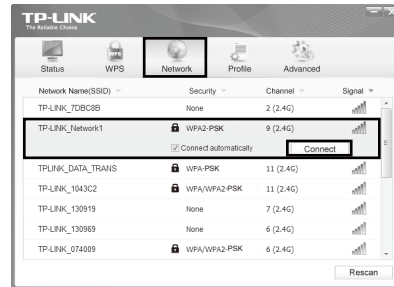 TP-LINK
The Reliable Choice
WPS
Status WPS Network Profile Advanced
Network Name(SSID) Security Channel Signal
TP-LINK_7DBC8B None 2 (2.4G)
TP-LINK_Network1 WPA2-PSK 9 (2.4G)
Connect automatically Connect
TPLINK_DATA_TRANS WPA-PSK 11 (2.4G)
TP-LINK_1043C2 WPA/WPA2-PSK 11 (2.4G)
TP-LINK_130919 None 7 (2.4G)
TP-LINK_130969 None 6 (2.4G)
TP-LINK_074009 WPA/WPA2-PSK 6 (2.4G)
Rescan